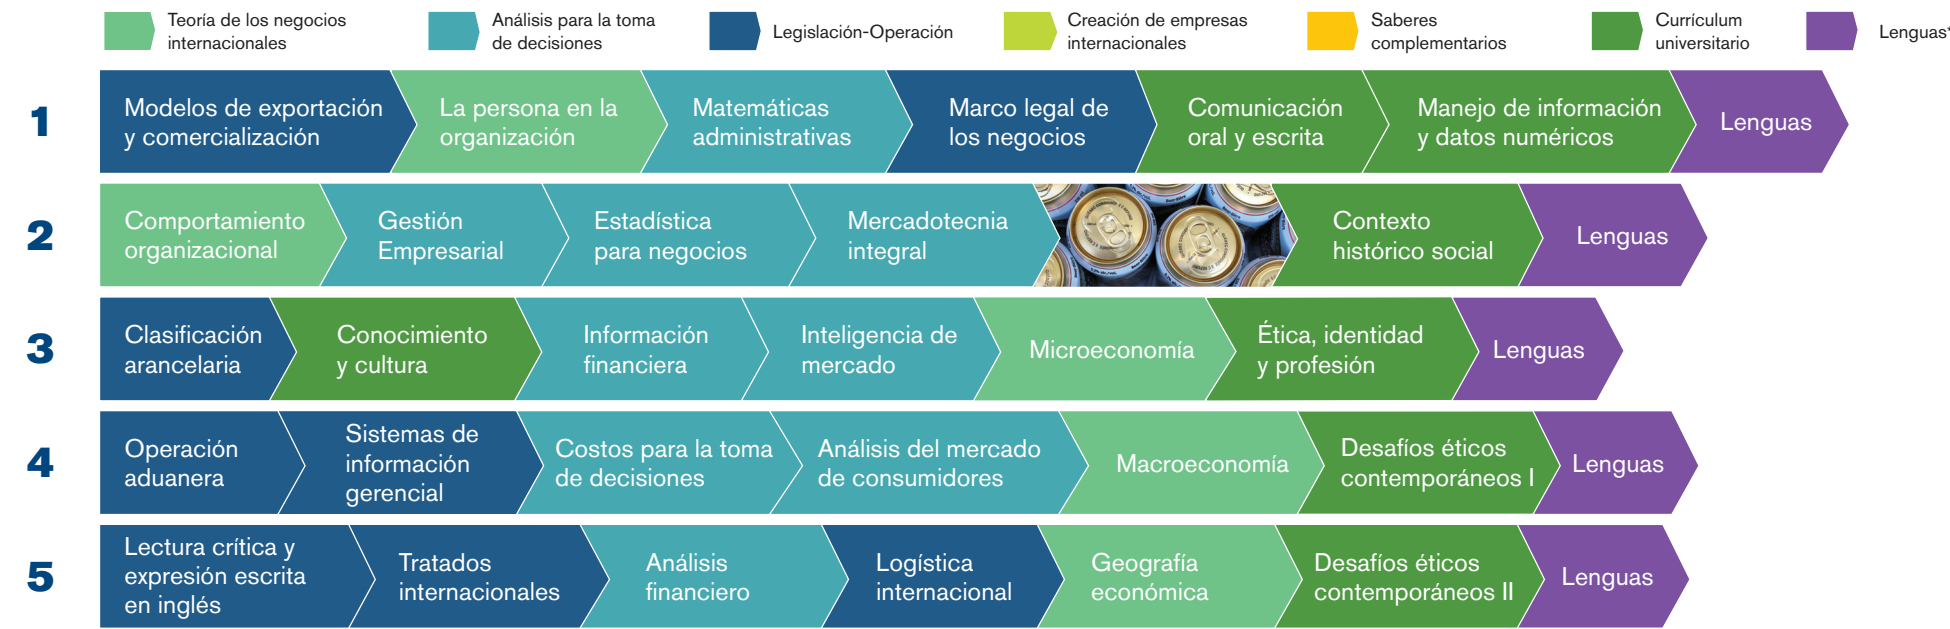 Teoría de los negocios
internacionales
Análisis para la toma
de decisiones
Legislación-Operación
Creación de empresas
internacionales
Saberes
complementarios
Currículum
universitario
Lenguas*
1
Modelos de exportación
y comercialización
La persona en la
organización
Matemáticas
administrativas
Marco legal de
los negocios
Comunicación
oral y escrita
Manejo de información
y datos numéricos
Lenguas
2
Comportamiento
organizacional
Gestión
Empresarial
Estadística
para negocios
Mercadotecnia
integral
Contexto
histórico social
Lenguas
3
Clasificación
arancelaria
Conocimiento
y cultura
Información
financiera
Inteligencia de
mercado
Microeconomía
Ética, identidad
y profesión
Lenguas
4
Operación
aduanera
Sistemas de
información
gerencial
Costos para la toma
de decisiones
Análisis del mercado
de consumidores
Macroeconomía
Desafíos éticos
contemporáneos I
Lenguas
5
Lectura crítica y
expresión escrita
en inglés
Tratados
internacionales
Análisis
financiero
Logística
internacional
Geografía
económica
Desafíos éticos
contemporáneos II
Lenguas